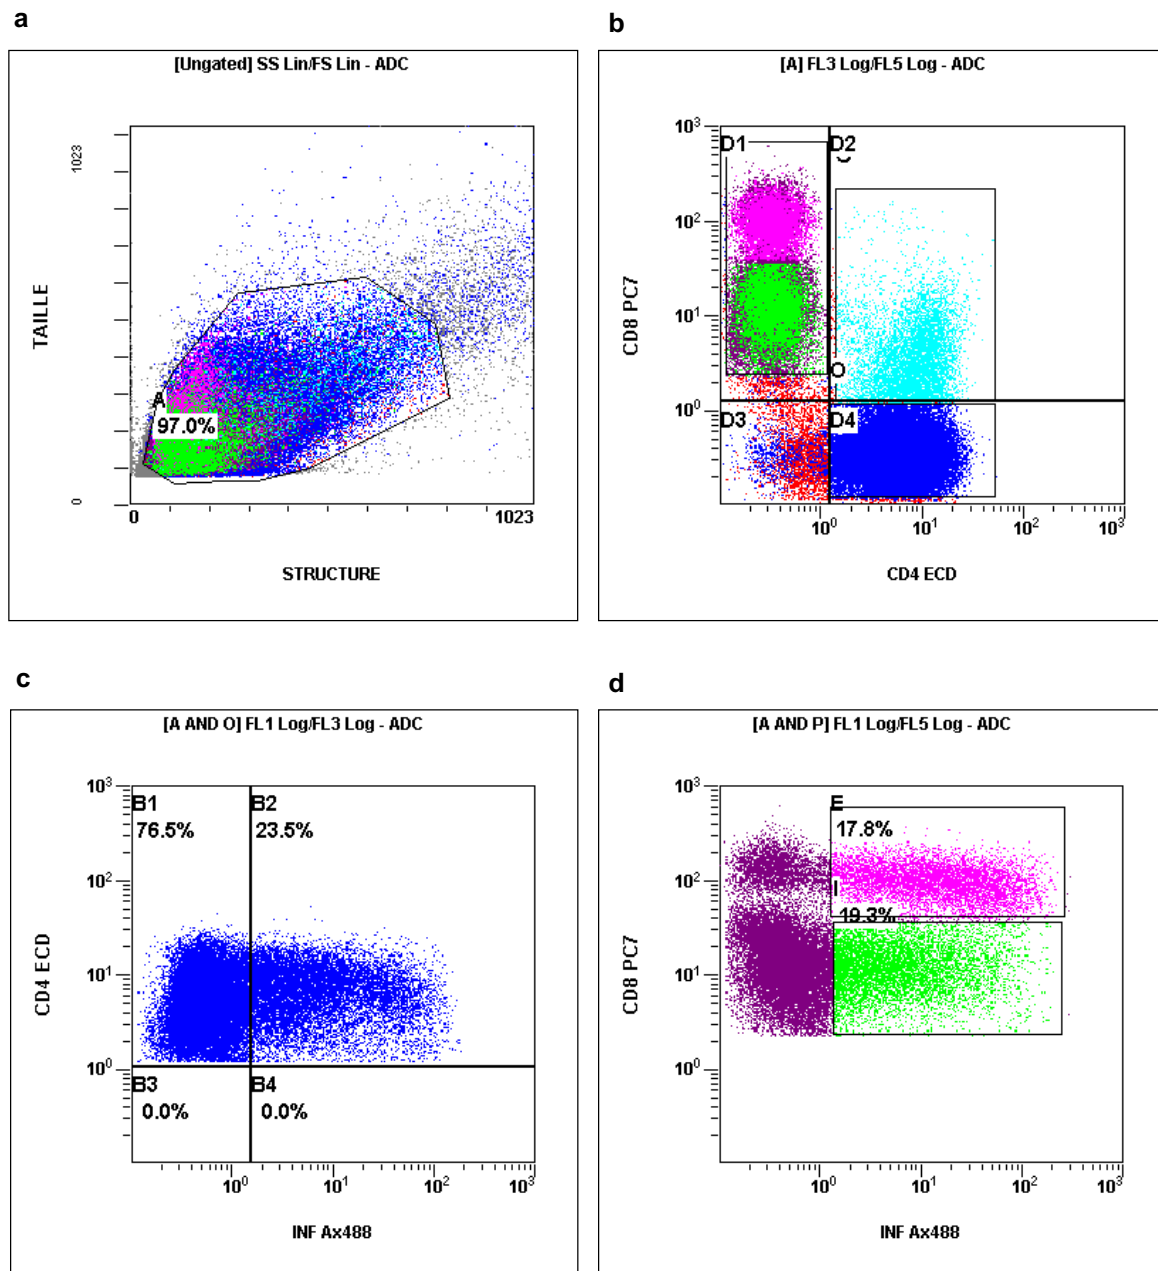 a
[Ungated] SS Lin/FS Lin - ADC
1023
TAILLE
A
97.0%
0
0
1023
STRUCTURE
b
[A] FL3 Log/FL5 Log - ADC
10³
D1
D2
10²
CD8 PC7
10¹
O
10⁰
D3
D4
10⁰
10¹
10²
10³
CD4 ECD
c
[A AND O] FL1 Log/FL3 Log - ADC
10³
B1
B2
76.5%
23.5%
10²
CD4 ECD
10¹
10⁰
B3
B4
0.0%
0.0%
10⁰
10¹
10²
10³
INF Ax488
d
[A AND P] FL1 Log/FL5 Log - ADC
10³
E
17.8%
10²
I
19.3%
CD8 PC7
10¹
10⁰
10⁰
10¹
10²
10³
INF Ax488